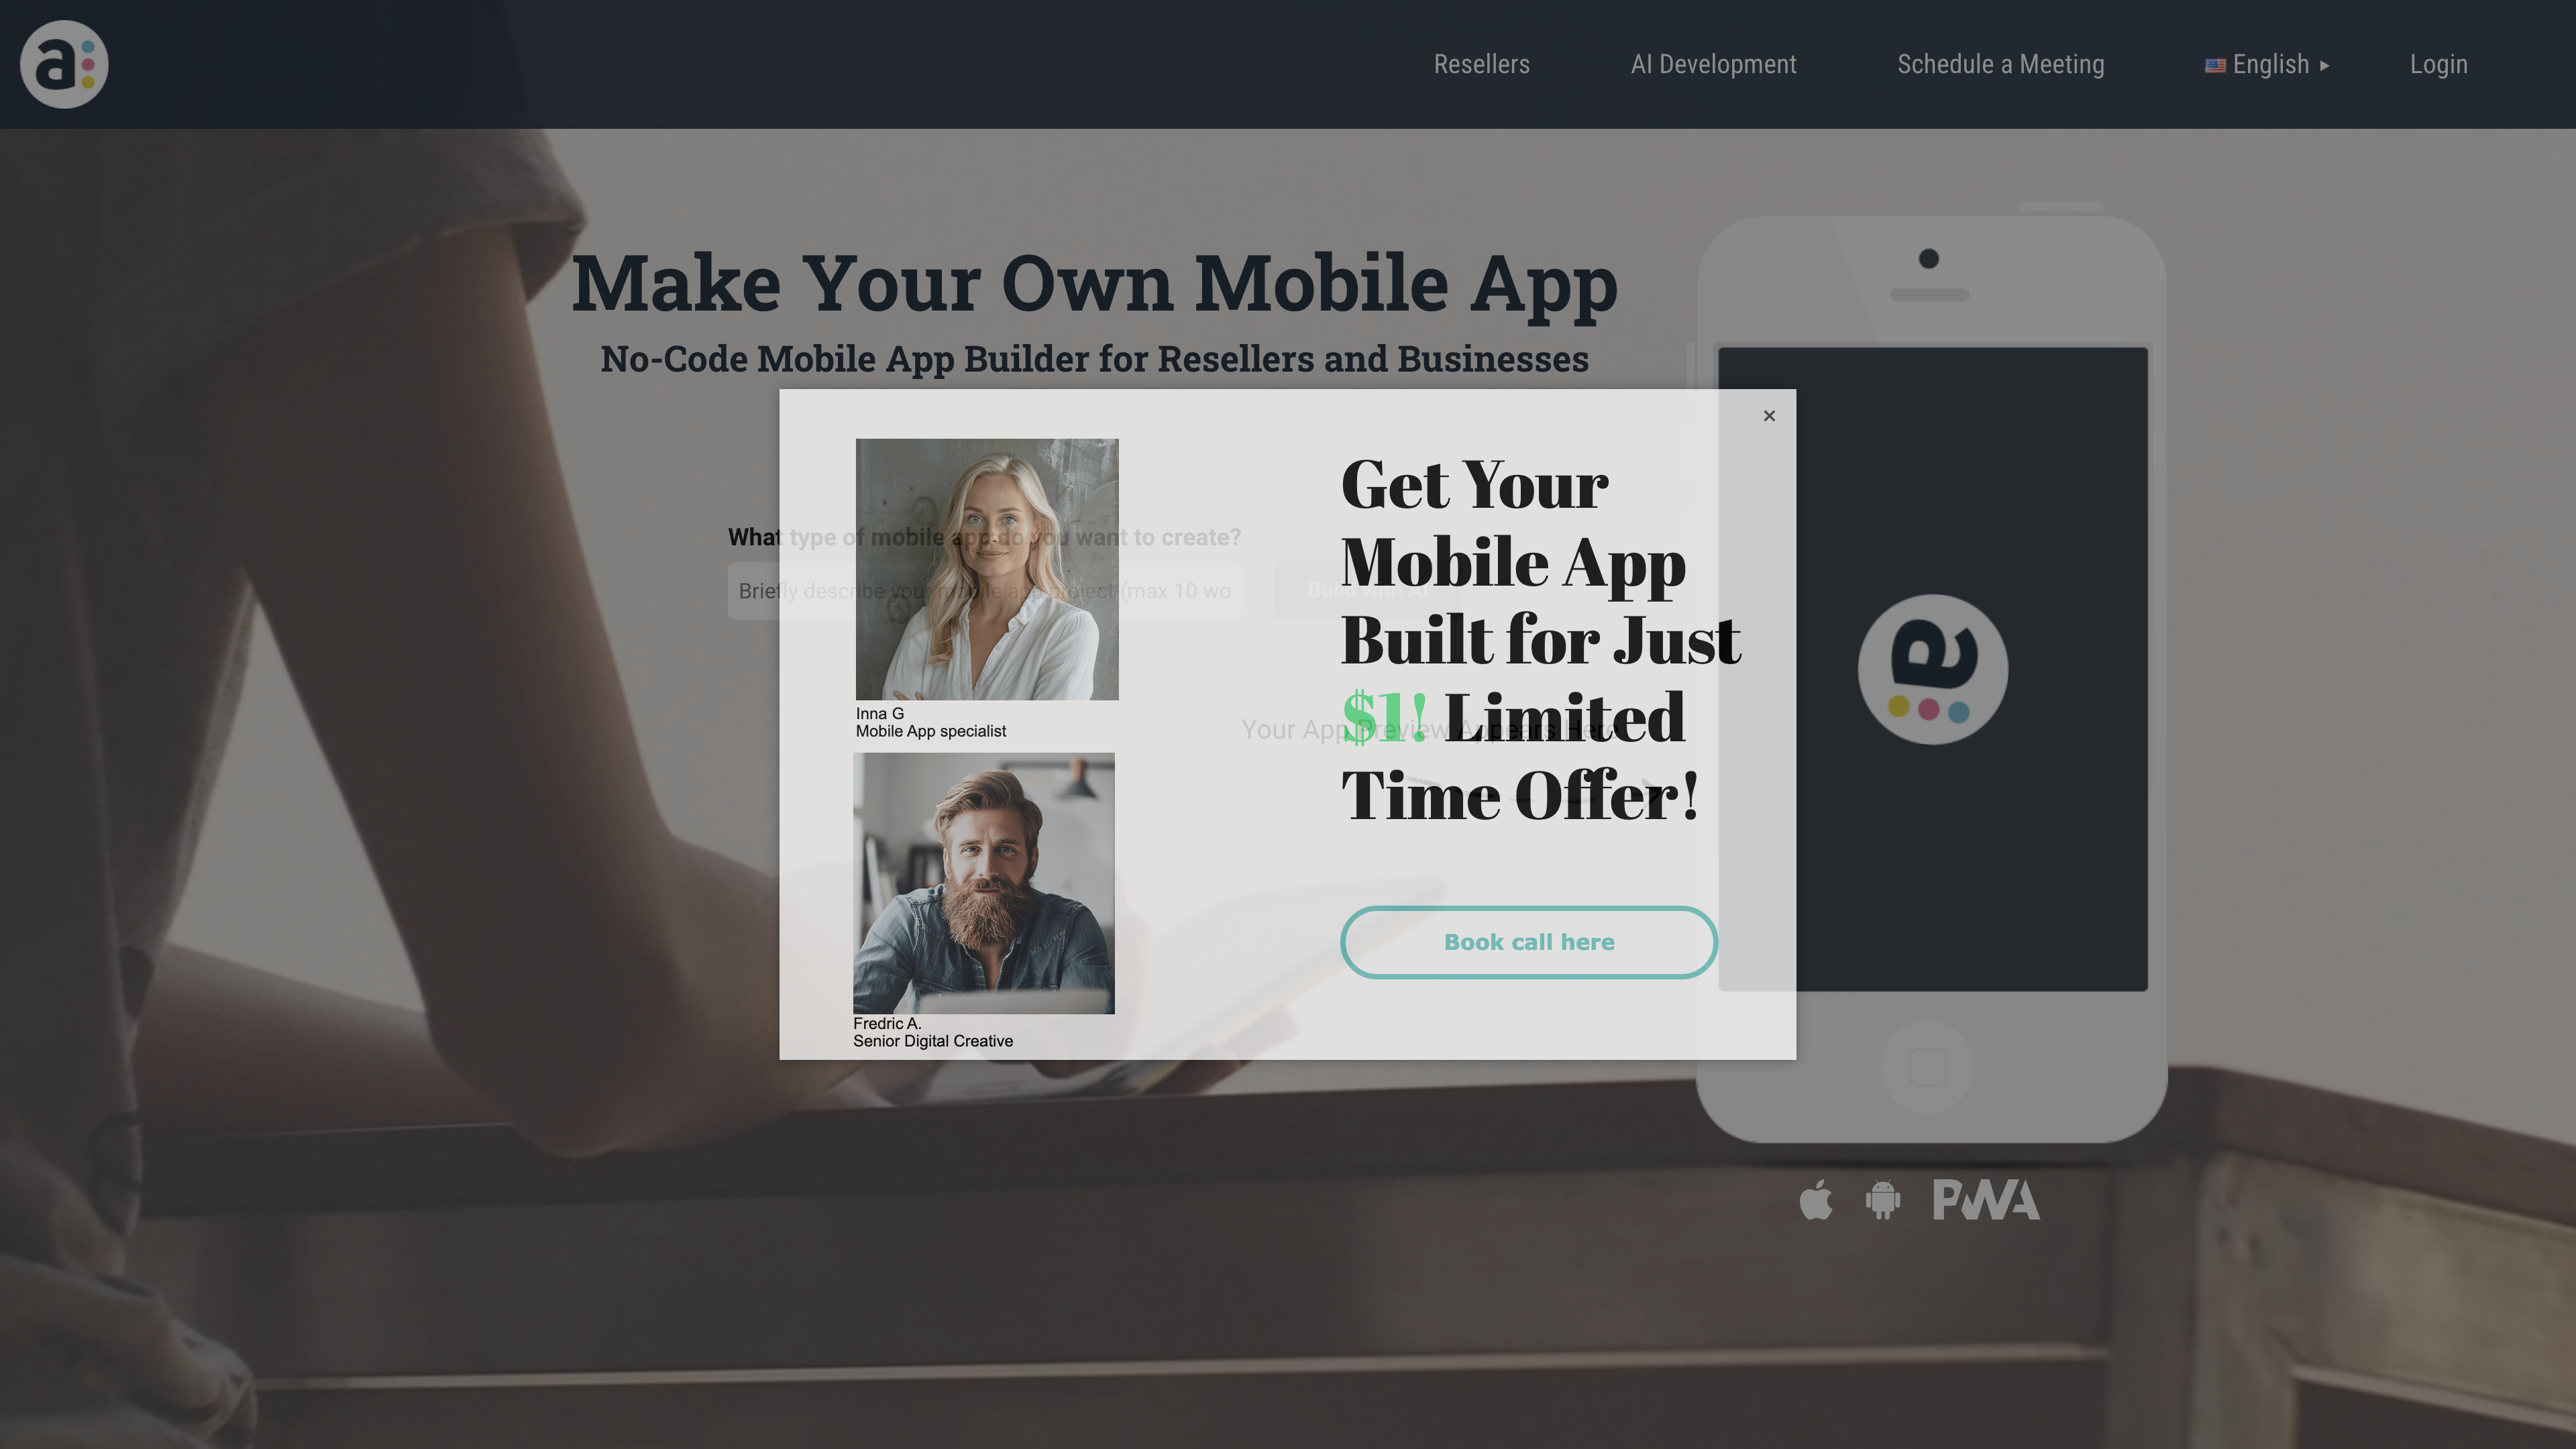 a
Resellers
AI Development
Schedule a Meeting
English
Login
Make Your Own Mobile App
No-Code Mobile App Builder for Resellers and Businesses
×
What type of mobile app do you want to create?
Briefly describe your mobile app project (max 10 wo
Build with AI
Get Your
Mobile App
Built for Just
$1! Limited
Time Offer!
Your App Preview Appears Here
Inna G
Mobile App specialist
Book call here
Fredric A.
Senior Digital Creative
a
PWA